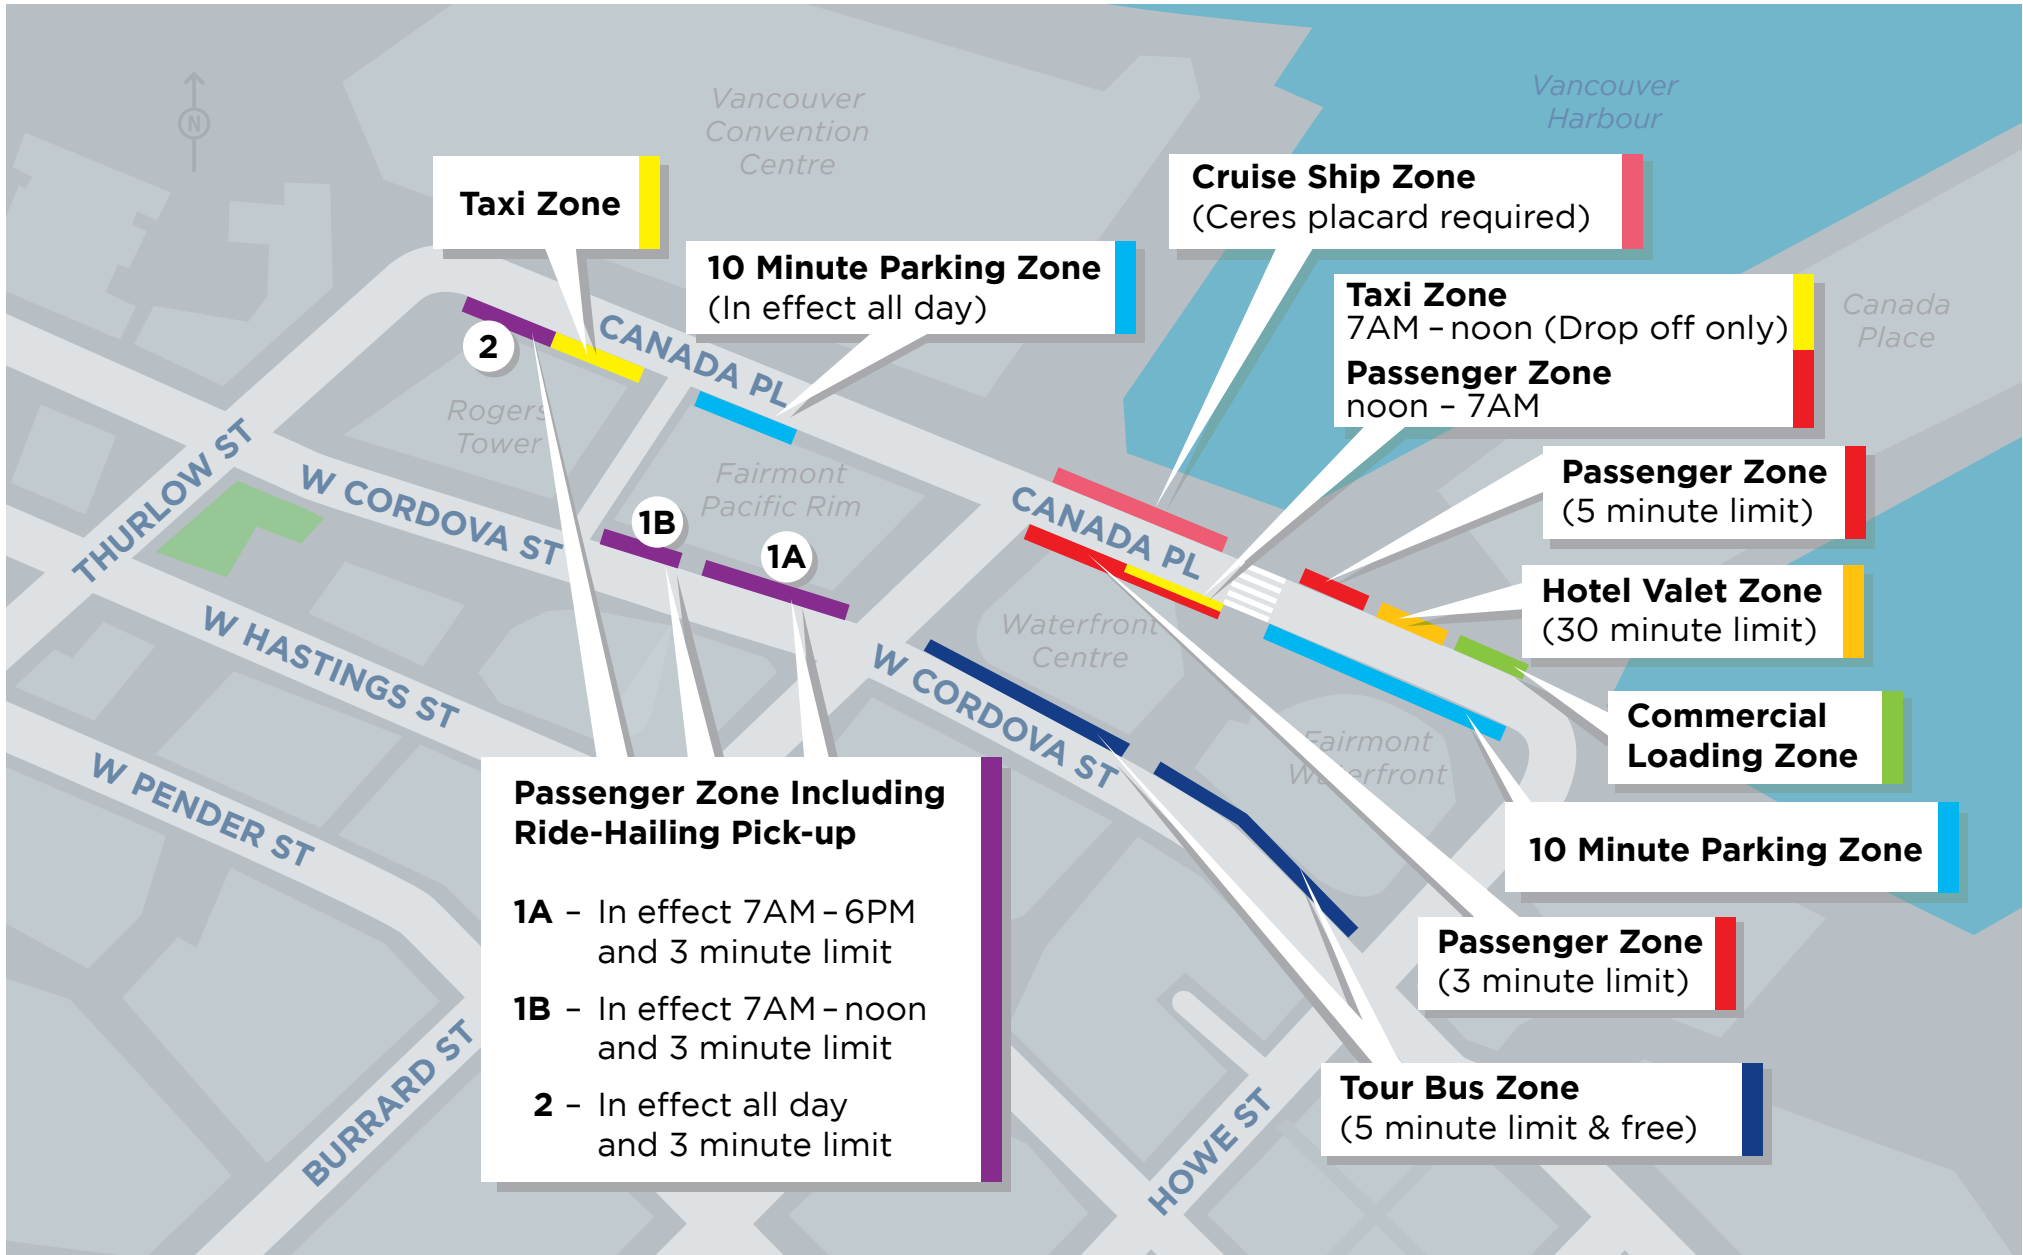 N
Vancouver
Convention
Centre
Vancouver
Harbour
Taxi Zone
Cruise Ship Zone
(Ceres placard required)
10 Minute Parking Zone
(In effect all day)
Taxi Zone
7AM – noon (Drop off only)
Passenger Zone
noon – 7AM
Canada
Place
2
CANADA PL
Rogers
Tower
Fairmont
Pacific Rim
THURLOW ST
W CORDOVA ST
1B
1A
CANADA PL
Passenger Zone
(5 minute limit)
Hotel Valet Zone
(30 minute limit)
Waterfront
Centre
W HASTINGS ST
W CORDOVA ST
Commercial
Loading Zone
Fairmont
Waterfront
W PENDER ST
10 Minute Parking Zone
Passenger Zone Including
Ride-Hailing Pick-up
1A – In effect 7AM – 6PM
and 3 minute limit
1B – In effect 7AM – noon
and 3 minute limit
2 – In effect all day
and 3 minute limit
Passenger Zone
(3 minute limit)
Tour Bus Zone
(5 minute limit & free)
BURRARD ST
HOWE ST